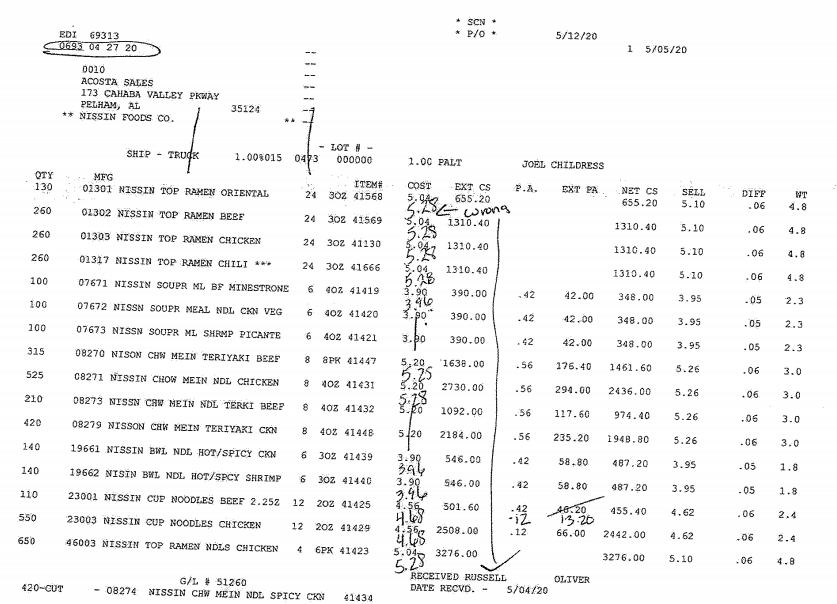 * SCN *
EDI 69313 * P/O * 5/12/20
0693 04 27 20 1 5/05/20
--
0010 --
ACOSTA SALES --
173 CAHABA VALLEY PKWAY --
PELHAM, AL 35124 --
** NISSIN FOODS CO. ** --
- LOT # -
SHIP - TRUCK 1.00%015 0473 000000 1.00 PALT JOEL CHILDRESS
QTY MFG ITEM# COST EXT CS P.A. EXT PA NET CS SELL DIFF WT
130 01301 NISSIN TOP RAMEN ORIENTAL 24 3OZ 41568 5.04 655.20 655.20 5.10 .06 4.8
5.28 ← wrong
260 01302 NISSIN TOP RAMEN BEEF 24 3OZ 41569 5.04 1310.40 1310.40 5.10 .06 4.8
5.28
260 01303 NISSIN TOP RAMEN CHICKEN 24 3OZ 41130 5.04 1310.40 1310.40 5.10 .06 4.8
5.28
260 01317 NISSIN TOP RAMEN CHILI *** 24 3OZ 41666 5.04 1310.40 1310.40 5.10 .06 4.8
5.28
100 07671 NISSIN SOUPR ML BF MINESTRONE 6 4OZ 41419 3.90 390.00 .42 42.00 348.00 3.95 .05 2.3
3.96
100 07672 NISSN SOUPR MEAL NDL CKN VEG 6 4OZ 41420 3.90 390.00 .42 42.00 348.00 3.95 .05 2.3
100 07673 NISSN SOUPR ML SHRMP PICANTE 6 4OZ 41421 3.90 390.00 .42 42.00 348.00 3.95 .05 2.3
315 08270 NISON CHW MEIN TERIYAKI BEEF 8 8PK 41447 5.20 1638.00 .56 176.40 1461.60 5.26 .06 3.0
5.25
525 08271 NISSIN CHOW MEIN NDL CHICKEN 8 4OZ 41431 5.20 2730.00 .56 294.00 2436.00 5.26 .06 3.0
5.28
210 08273 NISSN CHW MEIN NDL TERKI BEEF 8 4OZ 41432 5.20 1092.00 .56 117.60 974.40 5.26 .06 3.0
420 08279 NISSON CHW MEIN TERIYAKI CKN 8 4OZ 41448 5.20 2184.00 .56 235.20 1948.80 5.26 .06 3.0
140 19661 NISSIN BWL NDL HOT/SPICY CKN 6 3OZ 41439 3.90 546.00 .42 58.80 487.20 3.95 .05 1.8
3.96
140 19662 NISIN BWL NDL HOT/SPCY SHRIMP 6 3OZ 41440 3.90 546.00 .42 58.80 487.20 3.95 .05 1.8
3.96
110 23001 NISSIN CUP NOODLES BEEF 2.25Z 12 2OZ 41425 4.56 501.60 .42 46.20 455.40 4.62 .06 2.4
4.68 .12 13.20
550 23003 NISSIN CUP NOODLES CHICKEN 12 2OZ 41429 4.56 2508.00 .12 66.00 2442.00 4.62 .06 2.4
4.68
650 46003 NISSIN TOP RAMEN NDLS CHICKEN 4 6PK 41423 5.04 3276.00 3276.00 5.10 .06 4.8
5.28
G/L # 51260 RECEIVED RUSSELL OLIVER
420-CUT - 08274 NISSIN CHW MEIN NDL SPICY CKN 41434 DATE RECVD. - 5/04/20